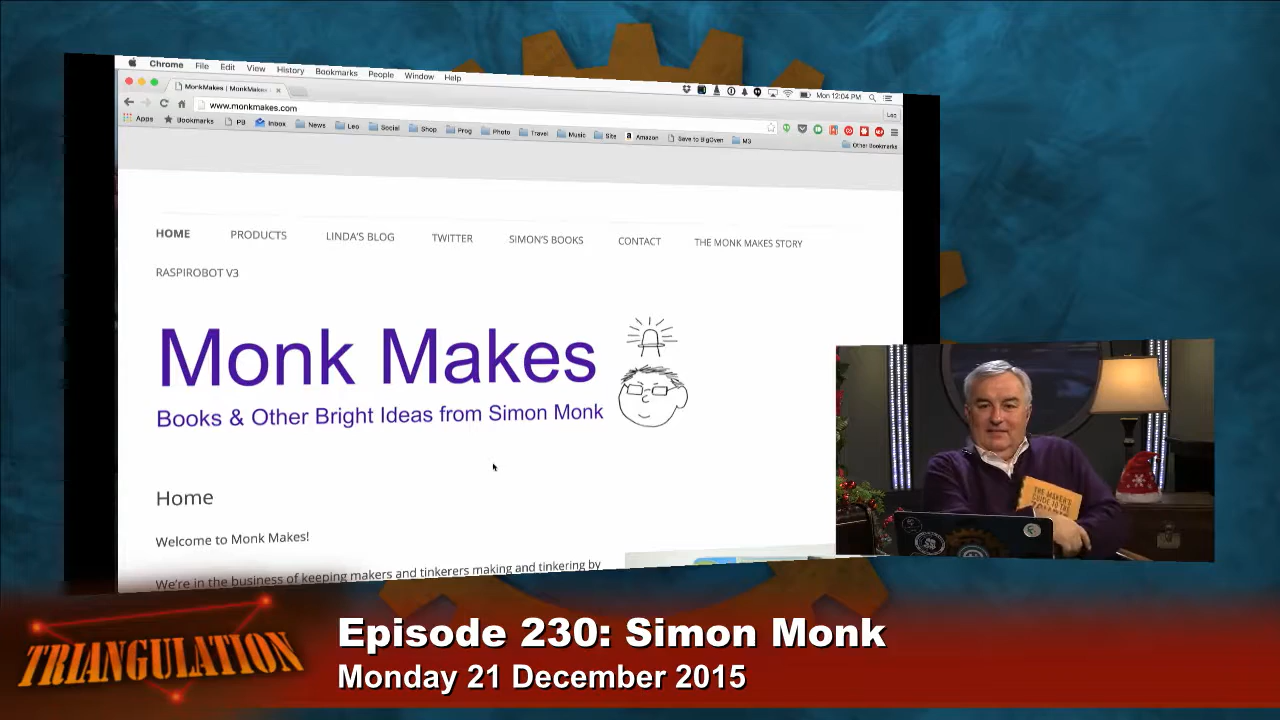 Chrome File Edit View History Bookmarks People Window Help
Mon 12:04 PM
MonkMakes | MonkMakes
Leo
www.monkmakes.com
Apps Bookmarks PB Inbox News Leo Social Shop Prog Photo Travel Music Site Amazon Save to BigOven M3
Other Bookmarks
HOME PRODUCTS LINDA'S BLOG TWITTER SIMON'S BOOKS CONTACT THE MONK MAKES STORY
RASPIROBOT V3
Monk Makes
Books & Other Bright Ideas from Simon Monk
Home
Welcome to Monk Makes!
We're in the business of keeping makers and tinkerers making and tinkering by
THE MAKER'S
GUIDE TO THE
TRIANGULATION
Episode 230: Simon Monk
Monday 21 December 2015